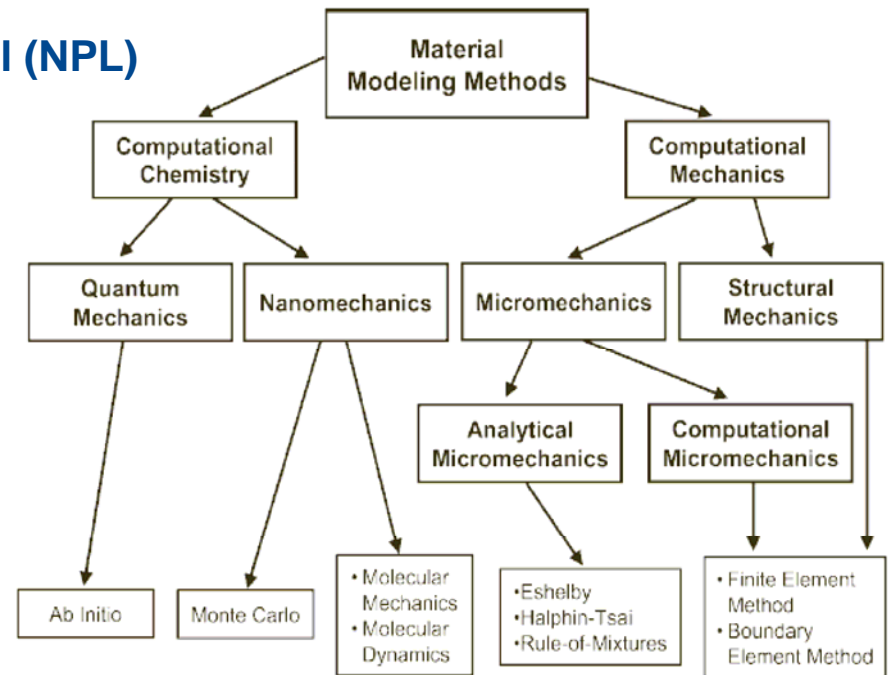 l (NPL)
Material
Modeling Methods
Computational
Chemistry
Computational
Mechanics
Quantum
Mechanics
Nanomechanics
Micromechanics
Structural
Mechanics
Analytical
Micromechanics
Computational
Micromechanics
Ab Initio
Monte Carlo
• Molecular
Mechanics
• Molecular
Dynamics
•Eshelby
•Halphin-Tsai
•Rule-of-Mixtures
• Finite Element
Method
• Boundary
Element Method